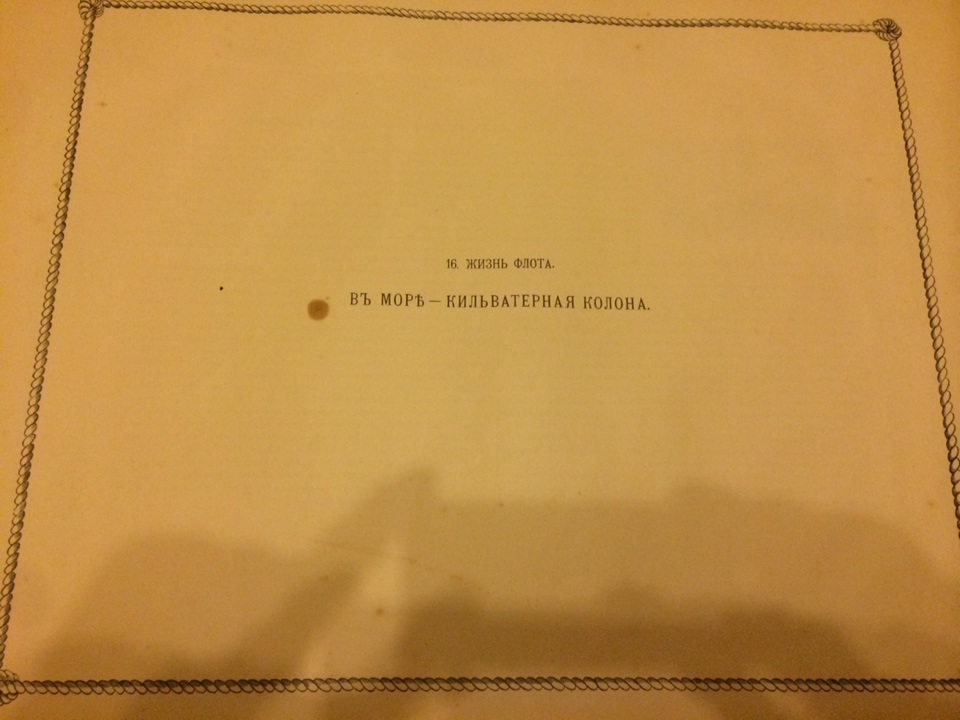 16. ЖИЗНЬ ФЛОТА.
ВЪ МОРѢ — КИЛЬВАТЕРНАЯ КОЛОНА.